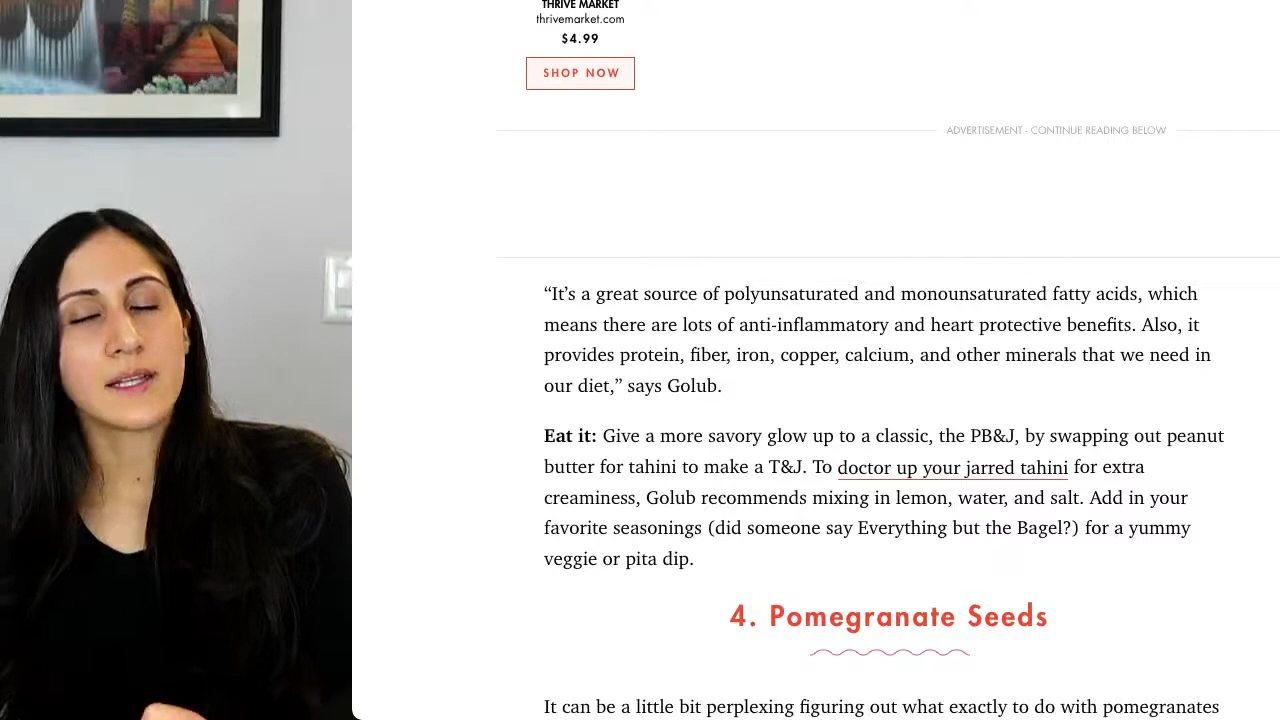 THRIVE MARKET
thrivemarket.com
$4.99
SHOP NOW
ADVERTISEMENT - CONTINUE READING BELOW
“It’s a great source of polyunsaturated and monounsaturated fatty acids, which
means there are lots of anti-inflammatory and heart protective benefits. Also, it
provides protein, fiber, iron, copper, calcium, and other minerals that we need in
our diet,” says Golub.
Eat it: Give a more savory glow up to a classic, the PB&J, by swapping out peanut
butter for tahini to make a T&J. To doctor up your jarred tahini for extra
creaminess, Golub recommends mixing in lemon, water, and salt. Add in your
favorite seasonings (did someone say Everything but the Bagel?) for a yummy
veggie or pita dip.
4. Pomegranate Seeds
It can be a little bit perplexing figuring out what exactly to do with pomegranates